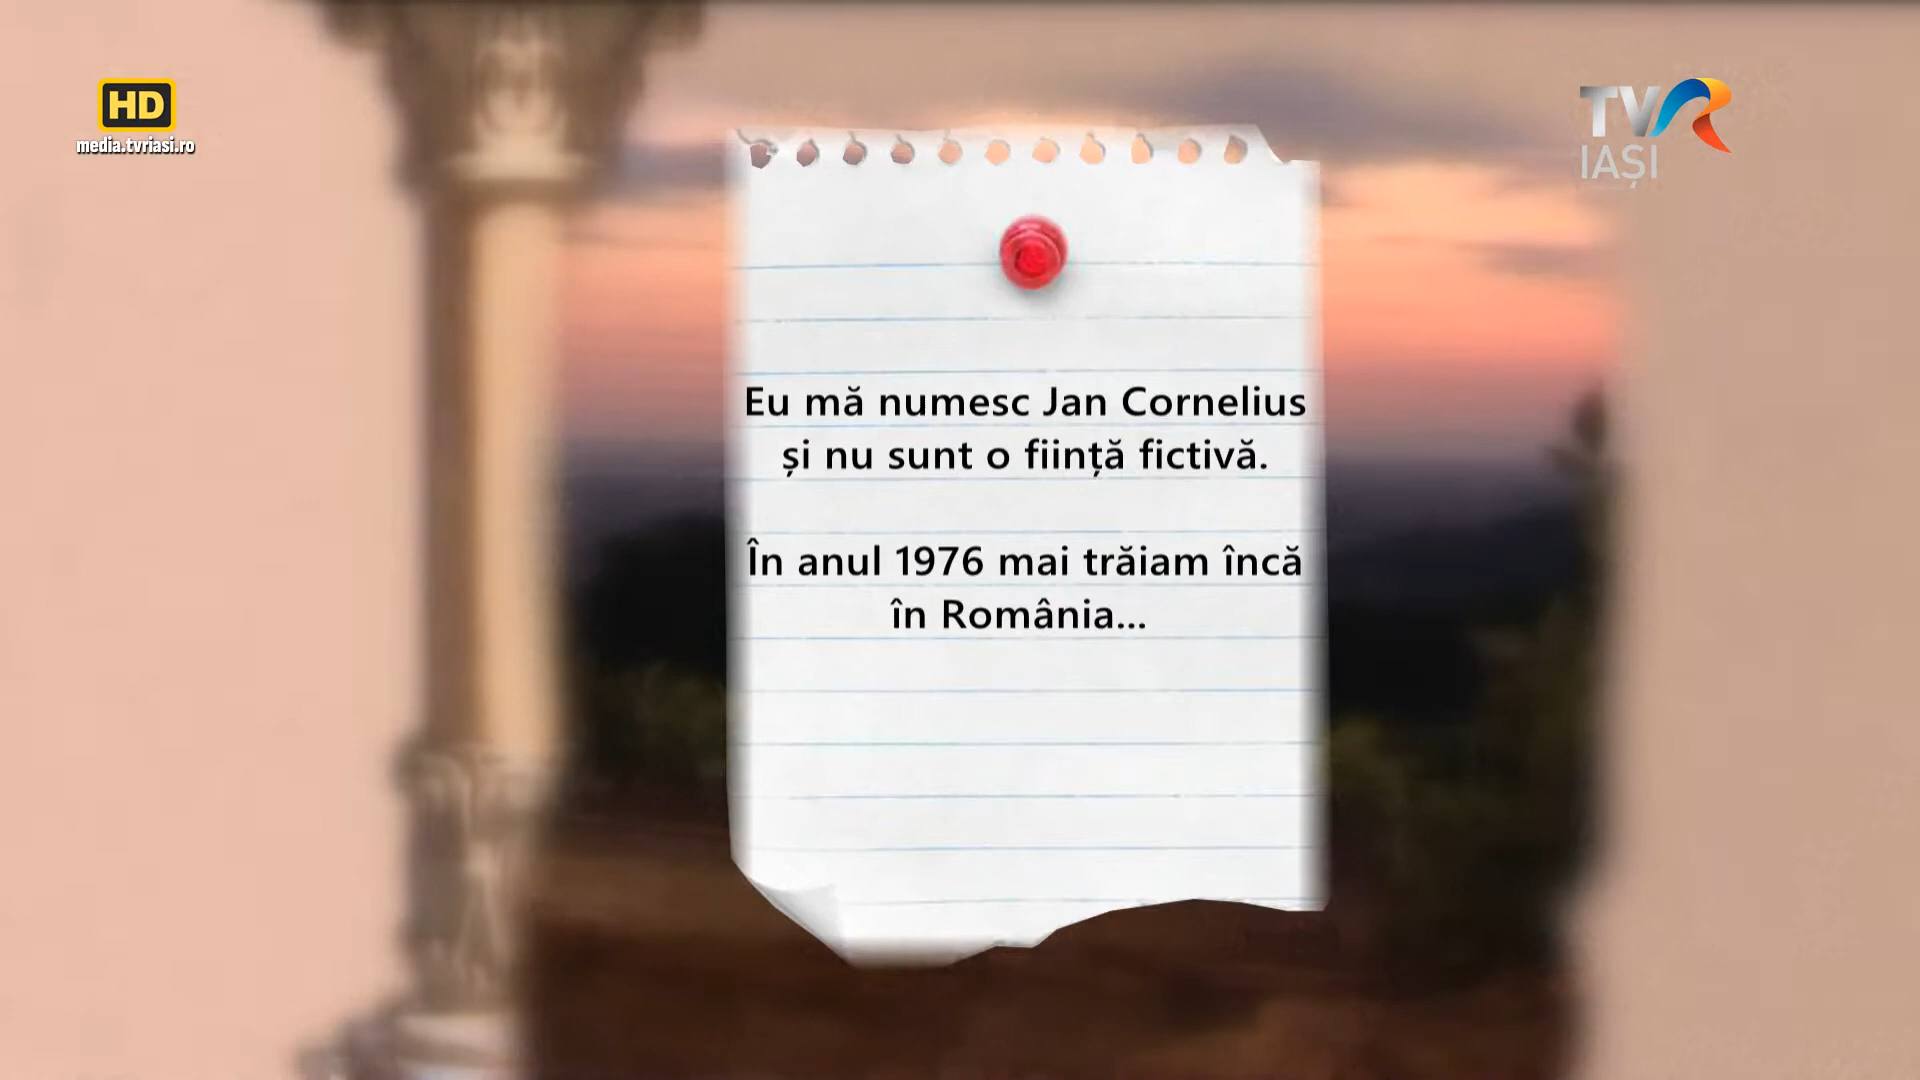 HD
media.tvriasi.ro
TVR
IAȘI
Eu mă numesc Jan Cornelius
și nu sunt o ființă fictivă.
În anul 1976 mai trăiam încă
în România...